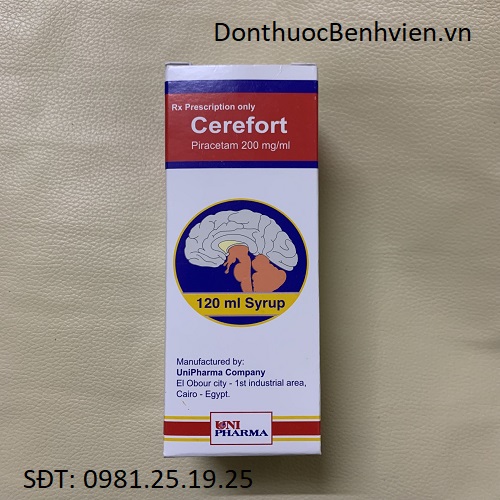 DonthuocBenhvien.vn
Rx Prescription only
Cerefort
Piracetam 200 mg/ml
120 ml Syrup
Manufactured by:
UniPharma Company
El Obour city - 1st industrial area,
Cairo - Egypt.
UNI
PHARMA
SĐT: 0981.25.19.25